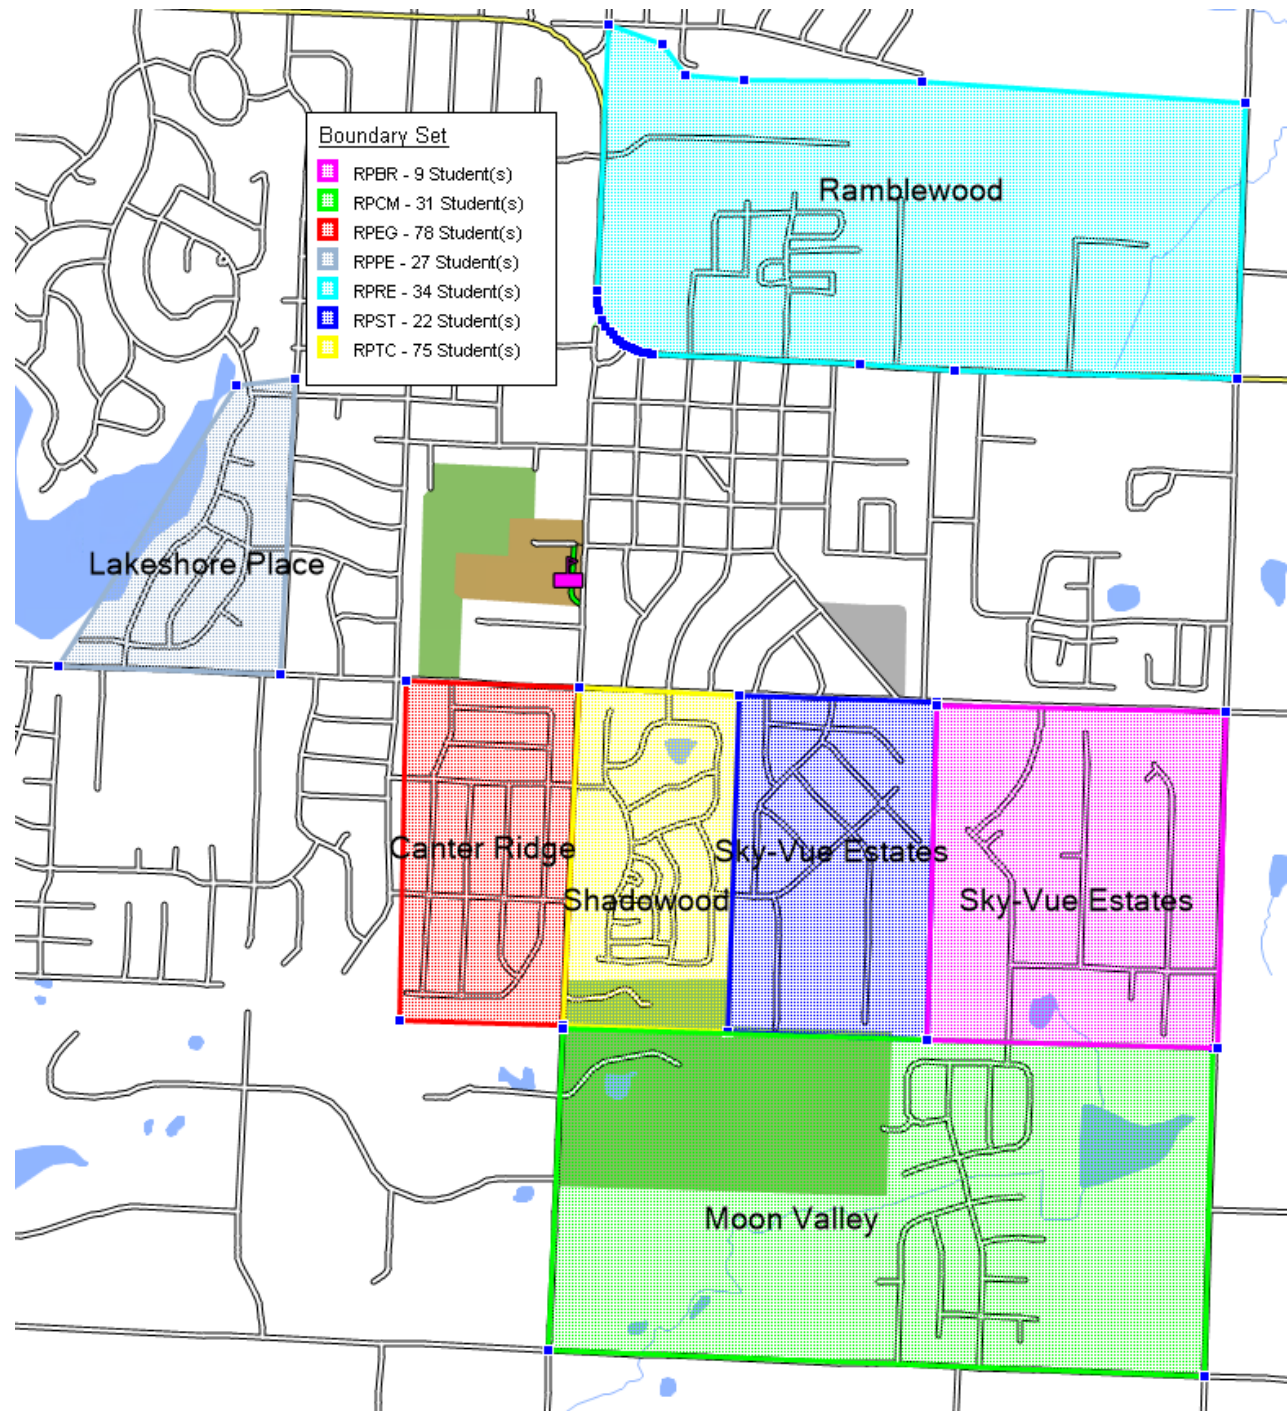 Boundary Set
RPBR - 9 Student(s)
RPCM - 31 Student(s)
RPEG - 78 Student(s)
RPPE - 27 Student(s)
RPRE - 34 Student(s)
RPST - 22 Student(s)
RPTC - 75 Student(s)
Ramblewood
Lakeshore Place
Canter Ridge
Sky-Vue Estates
Shadowood
Sky-Vue Estates
Moon Valley